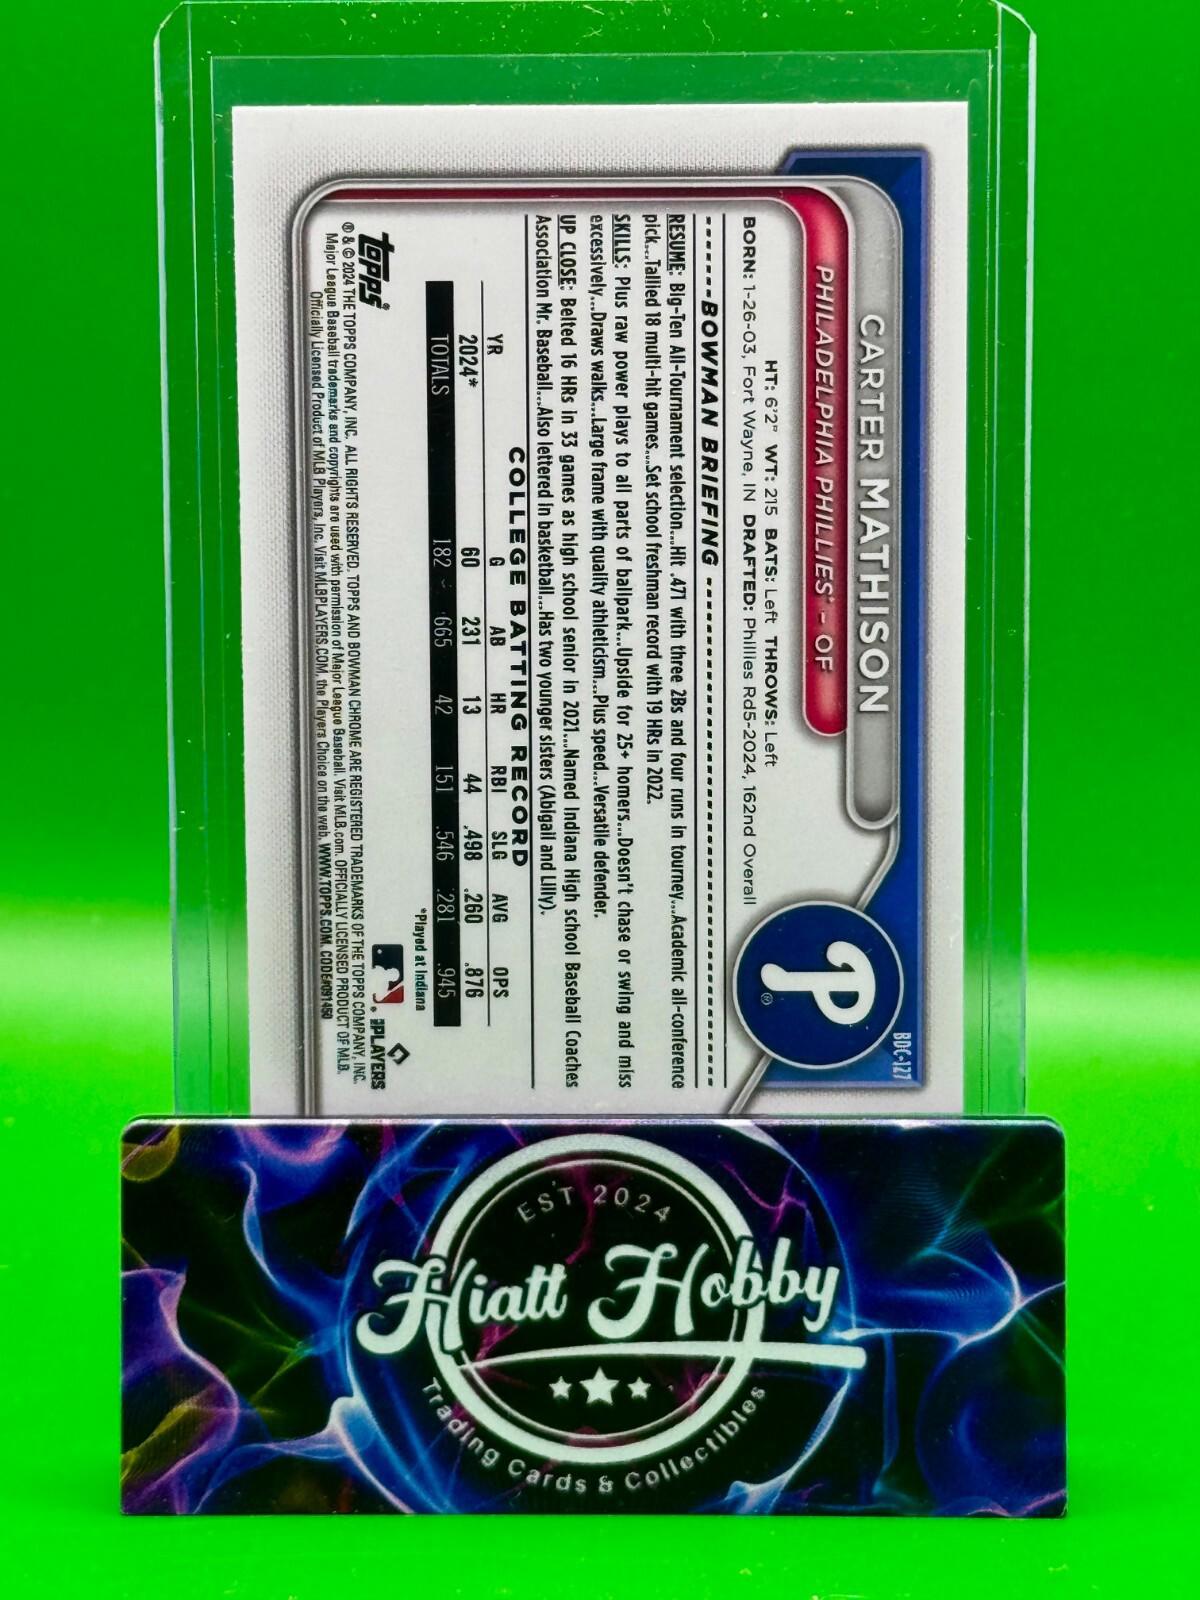 BDC-127
CARTER MATHISON
PHILADELPHIA PHILLIES® - OF
P®
HT: 6'2" WT: 215 BATS: Left THROWS: Left
BORN: 1-26-03, Fort Wayne, IN DRAFTED: Phillies Rd5-2024, 162nd Overall
BOWMAN BRIEFING
RESUME: Big-Ten All-Tournament selection...Hit .471 with three 2Bs and four runs in tourney...Academic all-conference
pick...Tallied 18 multi-hit games...Set school freshman record with 19 HRs in 2022.
SKILLS: Plus raw power plays to all parts of ballpark...Upside for 25+ homers...Doesn't chase or swing and miss
excessively...Draws walks...Large frame with quality athleticism...Plus speed...Versatile defender.
UP CLOSE: Belted 16 HRs in 33 games as high school senior in 2021...Named Indiana High school Baseball Coaches
Association Mr. Baseball...Also lettered in basketball...Has two younger sisters (Abigail and Lilly).
COLLEGE BATTING RECORD
YR G AB HR RBI SLG AVG OPS
2024* 60 231 13 44 .498 .260 .876
TOTALS 182 665 42 151 .546 .281 .945
*Played at Indiana
topps®
MLB PLAYERS
® & © 2024 THE TOPPS COMPANY, INC. ALL RIGHTS RESERVED. TOPPS AND BOWMAN CHROME ARE REGISTERED TRADEMARKS OF THE TOPPS COMPANY, INC.
Major League Baseball trademarks and copyrights are used with permission of Major League Baseball. Visit MLB.com. OFFICIALLY LICENSED PRODUCT OF MLB.
Officially Licensed Product of MLB Players, Inc. Visit MLBPLAYERS.COM, the Players Choice on the web. WWW.TOPPS.COM. CODE#091450
EST 2024
Hiatt Hobby
Trading Cards & Collectibles